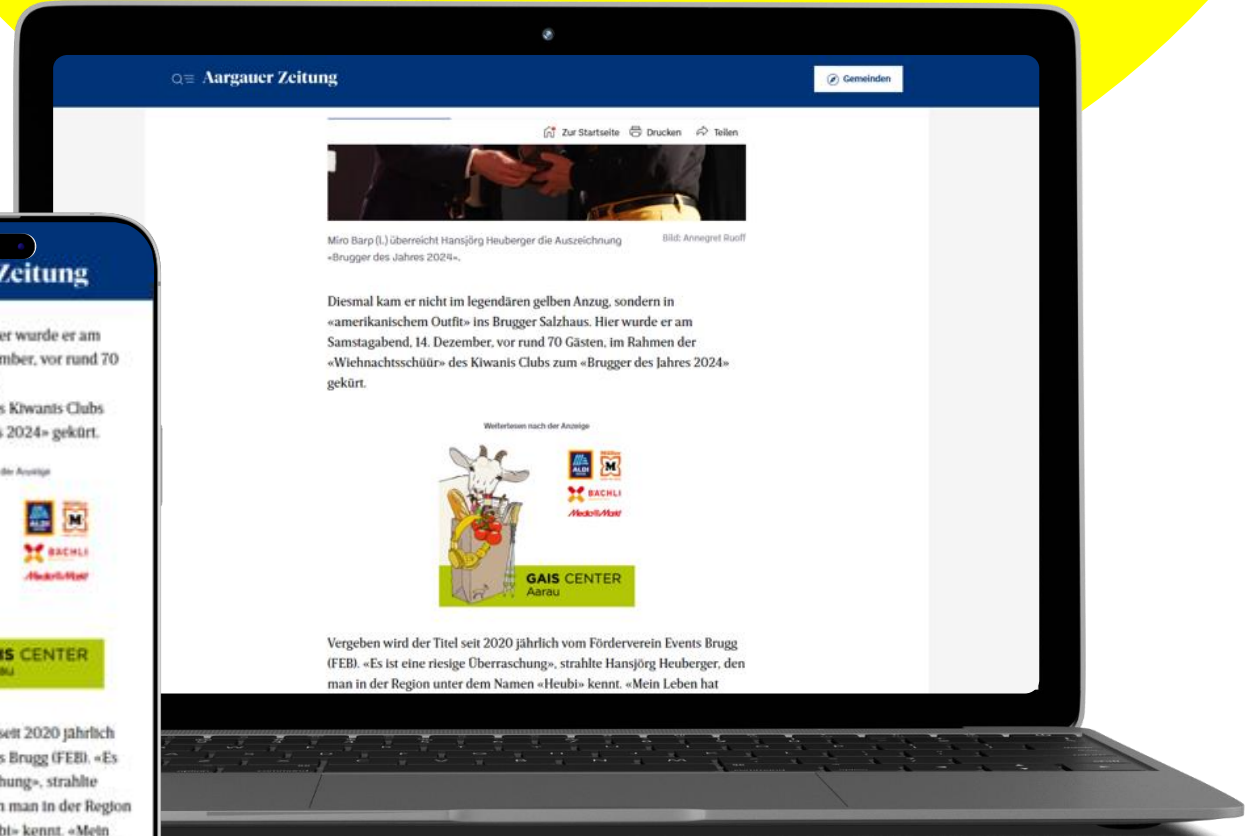 Aargauer Zeitung
Gemeinden
Zur Startseite Drucken Teilen
Miro Barp (l.) überreicht Hansjörg Heuberger die Auszeichnung
«Brugger des Jahres 2024».
Bild: Annegret Ruoff
Diesmal kam er nicht im legendären gelben Anzug, sondern in
«amerikanischem Outfit» ins Brugger Salzhaus. Hier wurde er am
Samstagabend, 14. Dezember, vor rund 70 Gästen, im Rahmen der
«Wiehnachtsschüür» des Kiwanis Clubs zum «Brugger des Jahres 2024»
gekürt.
Weiterlesen nach der Anzeige
ALDI
M
BACHLI
MediaMarkt
GAIS CENTER
Aarau
Vergeben wird der Titel seit 2020 jährlich vom Förderverein Events Brugg
(FEB). «Es ist eine riesige Überraschung», strahlte Hansjörg Heuberger, den
man in der Region unter dem Namen «Heubi» kennt. «Mein Leben hat
Zeitung
er wurde er am
mber, vor rund 70
s Kiwanis Clubs
s 2024» gekürt.
der Anzeige
ALDI
M
BACHLI
MediaMarkt
IS CENTER
au
seit 2020 jährlich
s Brugg (FEB). «Es
hung», strahlte
n man in der Region
bi» kennt. «Mein